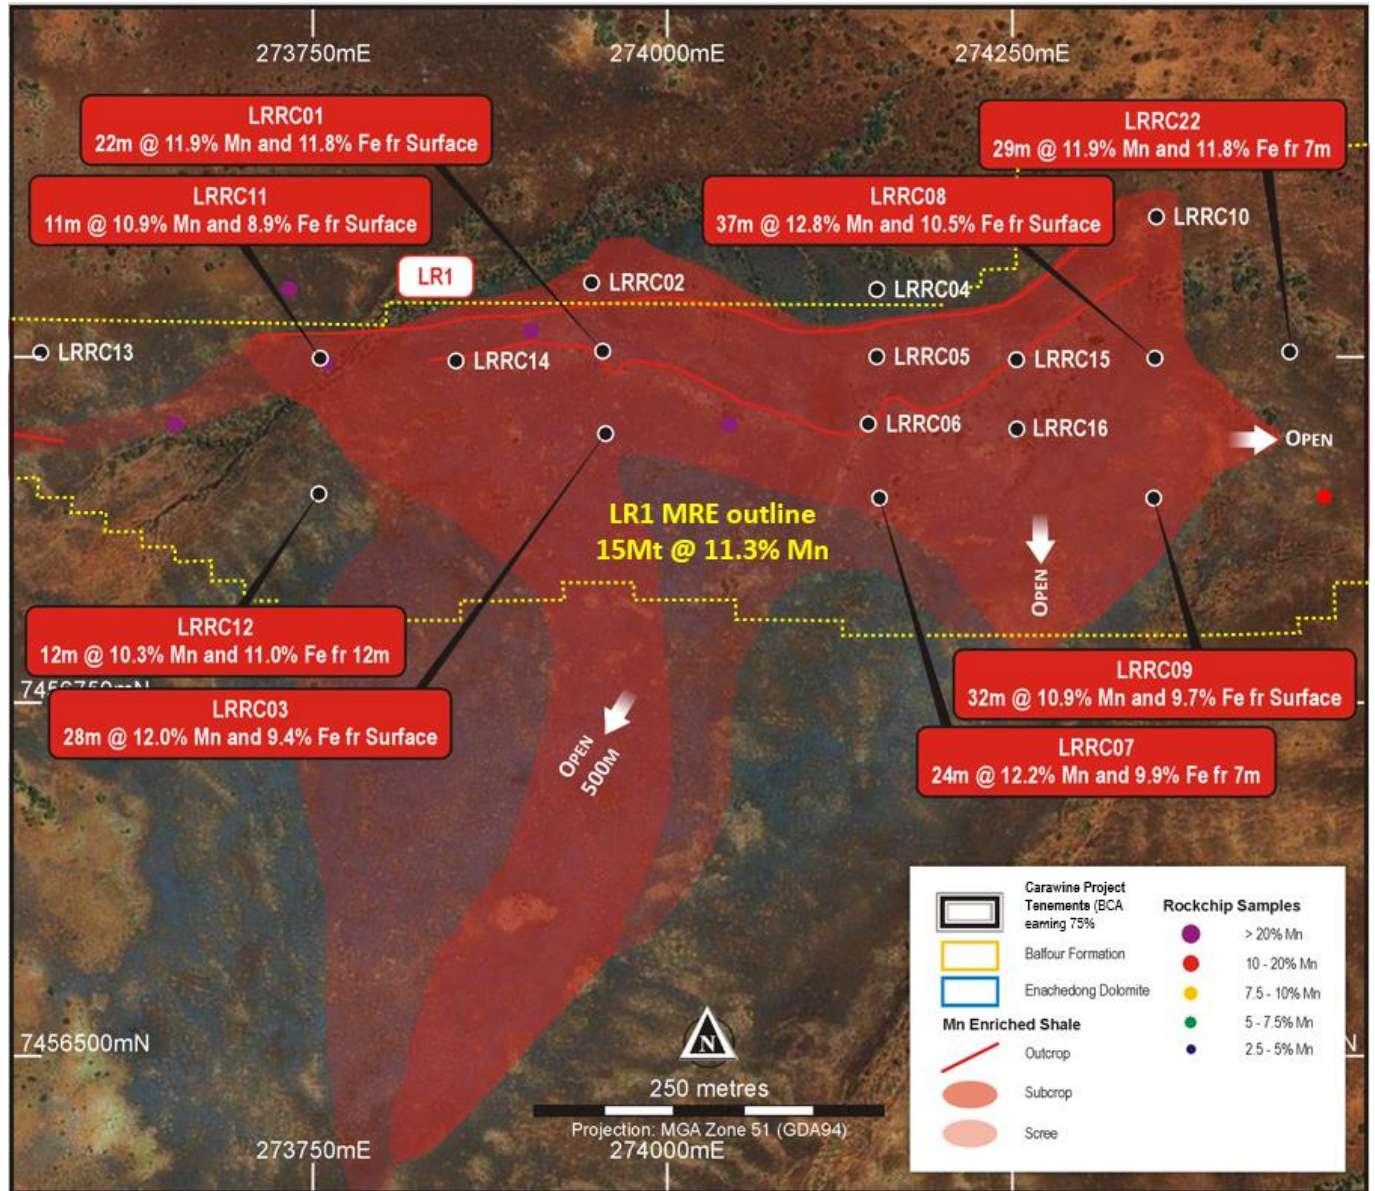 273750mE
274000mE
274250mE
LRRC01
22m @ 11.9% Mn and 11.8% Fe fr Surface
LRRC22
29m @ 11.9% Mn and 11.8% Fe fr 7m
LRRC11
11m @ 10.9% Mn and 8.9% Fe fr Surface
LRRC08
37m @ 12.8% Mn and 10.5% Fe fr Surface
LRRC10
LR1
LRRC02
LRRC04
LRRC13
LRRC14
LRRC05
LRRC15
LRRC06
LRRC16
OPEN
LR1 MRE outline
15Mt @ 11.3% Mn
OPEN
LRRC12
12m @ 10.3% Mn and 11.0% Fe fr 12m
7456750mN
LRRC09
32m @ 10.9% Mn and 9.7% Fe fr Surface
LRRC03
28m @ 12.0% Mn and 9.4% Fe fr Surface
LRRC07
24m @ 12.2% Mn and 9.9% Fe fr 7m
OPEN
500M
7456500mN
N
250 metres
Projection: MGA Zone 51 (GDA94)
273750mE
274000mE
Carawine Project
Tenements (BCA
earning 75%
Balfour Formation
Enachedong Dolomite
Mn Enriched Shale
Outcrop
Subcrop
Scree
Rockchip Samples
> 20% Mn
10 - 20% Mn
7.5 - 10% Mn
5 - 7.5% Mn
2.5 - 5% Mn
N